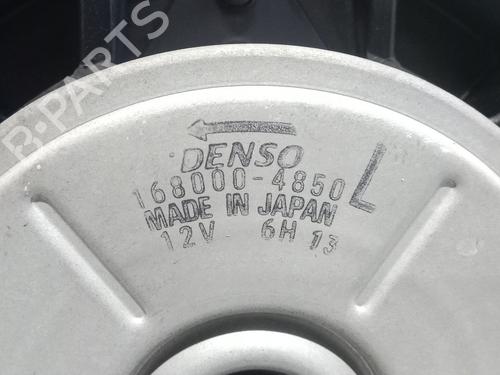 B-PARTS
DENSO
168000-4850 L
MADE IN JAPAN
12V 6H 13